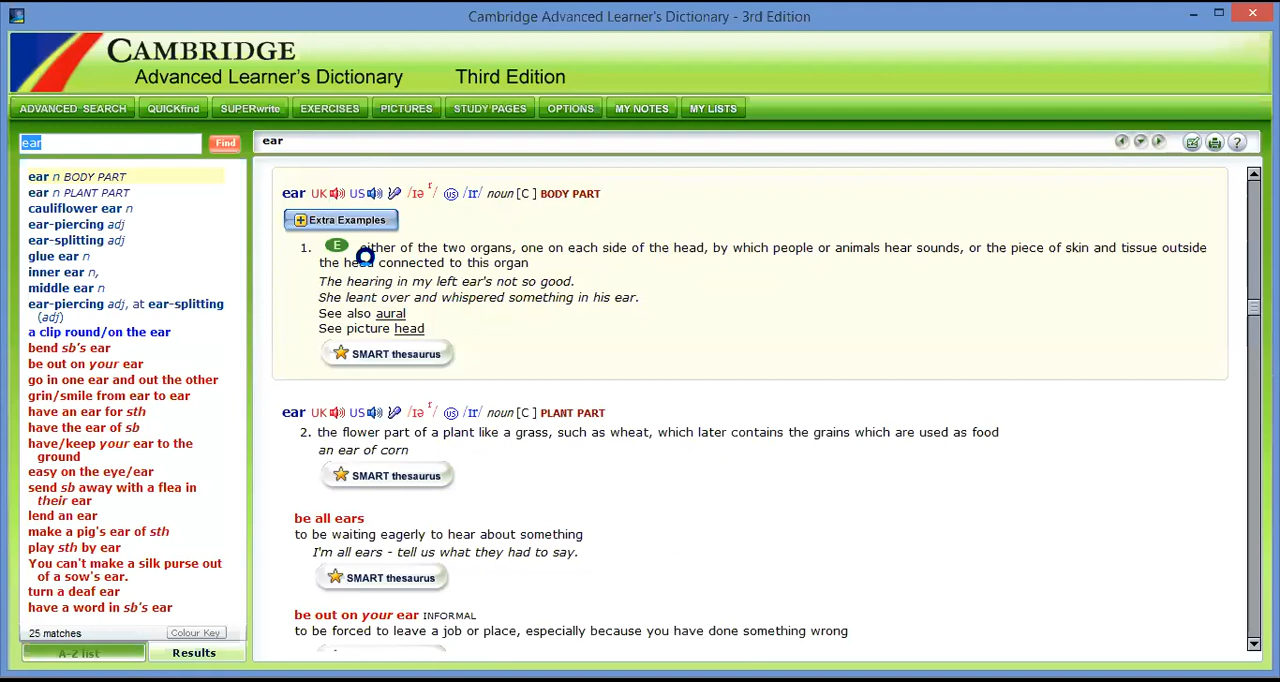 Cambridge Advanced Learner's Dictionary - 3rd Edition
CAMBRIDGE
Advanced Learner's Dictionary Third Edition
ADVANCED SEARCH QUICKfind SUPERwrite EXERCISES PICTURES STUDY PAGES OPTIONS MY NOTES MY LISTS
ear Find
ear n BODY PART
ear n PLANT PART
cauliflower ear n
ear-piercing adj
ear-splitting adj
glue ear n
inner ear n,
middle ear n
ear-piercing adj, at ear-splitting
(adj)
a clip round/on the ear
bend sb's ear
be out on your ear
go in one ear and out the other
grin/smile from ear to ear
have an ear for sth
have the ear of sb
have/keep your ear to the
ground
easy on the eye/ear
send sb away with a flea in
their ear
lend an ear
make a pig's ear of sth
play sth by ear
You can't make a silk purse out
of a sow's ear.
turn a deaf ear
have a word in sb's ear
25 matches Colour Key
A-Z list Results
ear ?
ear UK US /ɪəʳ/ US /ɪr/ noun [C ] BODY PART
Extra Examples
1. E either of the two organs, one on each side of the head, by which people or animals hear sounds, or the piece of skin and tissue outside
the head connected to this organ
The hearing in my left ear's not so good.
She leant over and whispered something in his ear.
See also aural
See picture head
SMART thesaurus
ear UK US /ɪəʳ/ US /ɪr/ noun [C ] PLANT PART
2. the flower part of a plant like a grass, such as wheat, which later contains the grains which are used as food
an ear of corn
SMART thesaurus
be all ears
to be waiting eagerly to hear about something
I'm all ears - tell us what they had to say.
SMART thesaurus
be out on your ear INFORMAL
to be forced to leave a job or place, especially because you have done something wrong